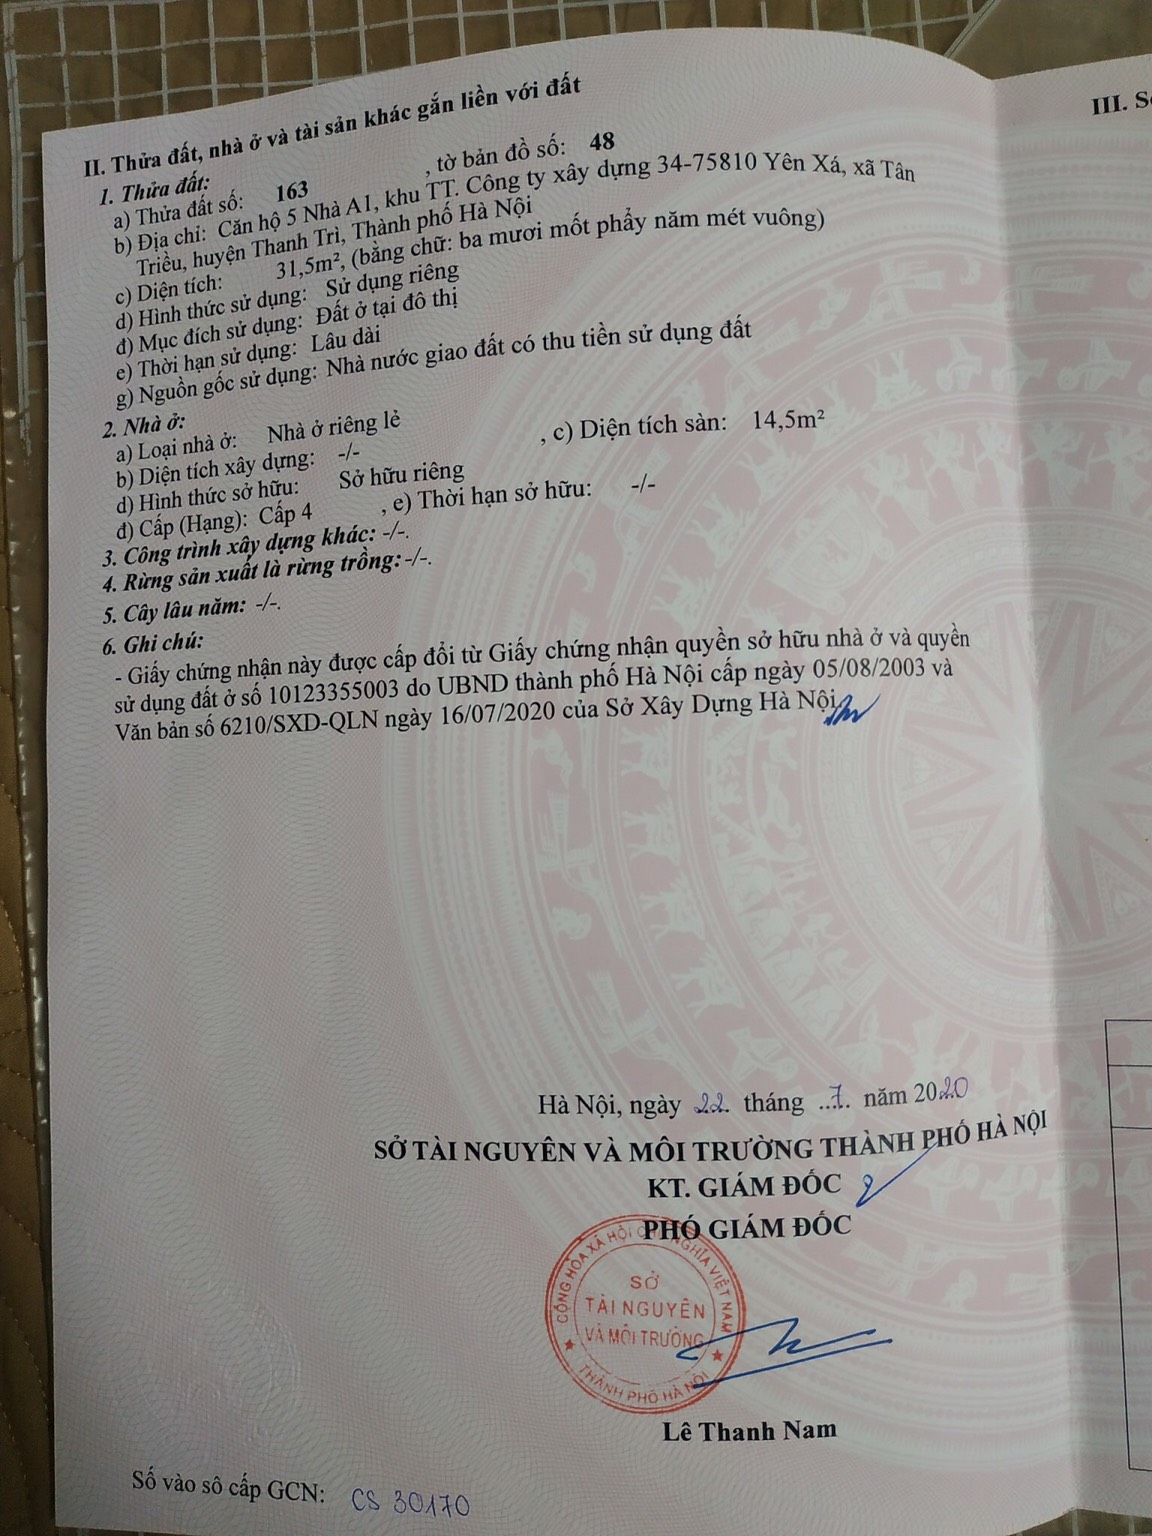 II. Thửa đất, nhà ở và tài sản khác gắn liền với đất
1. Thửa đất:
a) Thửa đất số: 163 , tờ bản đồ số: 48
b) Địa chỉ: Căn hộ 5 Nhà A1, khu TT. Công ty xây dựng 34-75810 Yên Xá, xã Tân
Triều, huyện Thanh Trì, Thành phố Hà Nội
c) Diện tích: 31,5m², (bằng chữ: ba mươi mốt phẩy năm mét vuông)
d) Hình thức sử dụng: Sử dụng riêng
đ) Mục đích sử dụng: Đất ở tại đô thị
e) Thời hạn sử dụng: Lâu dài
g) Nguồn gốc sử dụng: Nhà nước giao đất có thu tiền sử dụng đất
2. Nhà ở:
a) Loại nhà ở: Nhà ở riêng lẻ
b) Diện tích xây dựng: -/- , c) Diện tích sàn: 14,5m²
d) Hình thức sở hữu: Sở hữu riêng
đ) Cấp (Hạng): Cấp 4 , e) Thời hạn sở hữu: -/-
3. Công trình xây dựng khác: -/-.
4. Rừng sản xuất là rừng trồng: -/-.
5. Cây lâu năm: -/-.
6. Ghi chú:
- Giấy chứng nhận này được cấp đổi từ Giấy chứng nhận quyền sở hữu nhà ở và quyền
sử dụng đất ở số 10123355003 do UBND thành phố Hà Nội cấp ngày 05/08/2003 và
Văn bản số 6210/SXD-QLN ngày 16/07/2020 của Sở Xây Dựng Hà Nội
Hà Nội, ngày 22 tháng 7 năm 2020
SỞ TÀI NGUYÊN VÀ MÔI TRƯỜNG THÀNH PHỐ HÀ NỘI
KT. GIÁM ĐỐC
PHÓ GIÁM ĐỐC
CỘNG HÒA XÃ HỘI CHỦ NGHĨA VIỆT NAM
SỞ
TÀI NGUYÊN
VÀ MÔI TRƯỜNG
THÀNH PHỐ HÀ NỘI
Lê Thanh Nam
Số vào sổ cấp GCN: CS 30170
III.